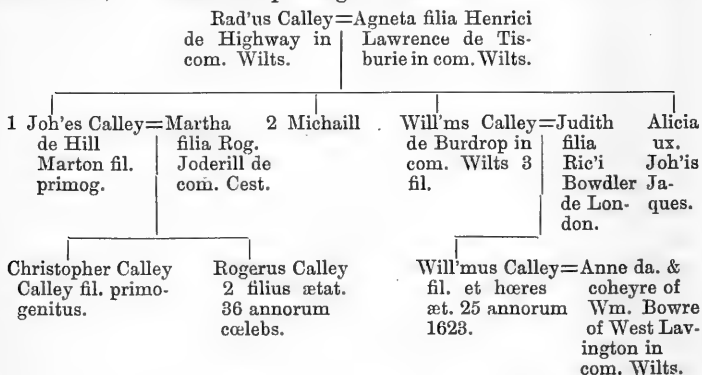 Rad'us Calley=Agneta filia Henrici
de Highway in Lawrence de Tis-
com. Wilts. burie in com. Wilts.
1 Joh'es Calley=Martha
de Hill filia Rog.
Marton fil. Joderill de
primog. com. Cest.
2 Michaill
Will'ms Calley=Judith
de Burdrop in filia
com. Wilts 3 Ric'i
fil. Bowdler
de Lon-
don.
Alicia
ux.
Joh'is
Ja-
ques.
Christopher Calley
Calley fil. primo-
genitus.
Rogerus Calley
2 filius ætat.
36 annorum
cœlebs.
Will'mus Calley=Anne da. &
fil. et hœres coheyre of
æt. 25 annorum Wm. Bowre
1623. of West Lav-
ington in
com. Wilts.